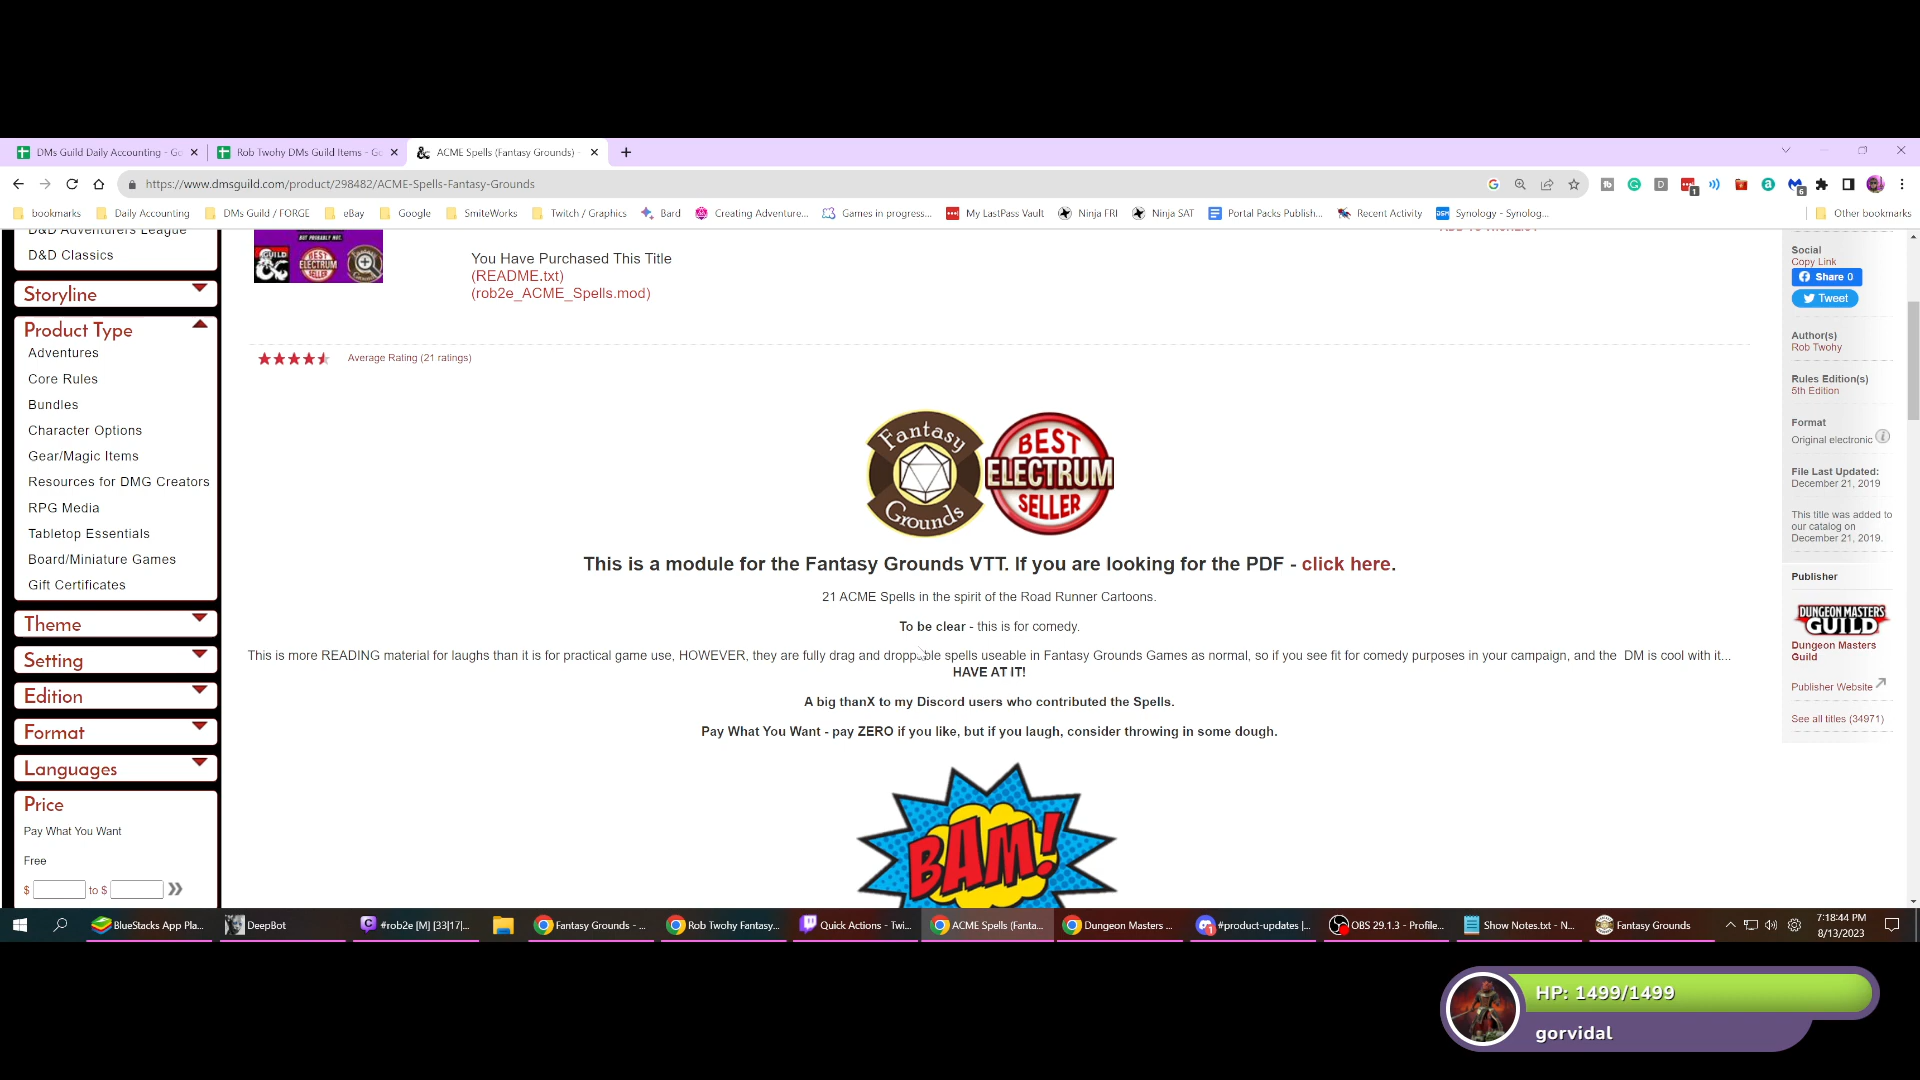 DMs Guild Daily Accounting - Go
Rob Twohy DMs Guild Items - Go
ACME Spells (Fantasy Grounds) -
https://www.dmsguild.com/product/298482/ACME-Spells-Fantasy-Grounds
bookmarks
Daily Accounting
DMs Guild / FORGE
eBay
Google
SmiteWorks
Twitch / Graphics
Bard
Creating Adventure...
Games in progress...
My LastPass Vault
Ninja FRI
Ninja SAT
Portal Packs Publish...
Recent Activity
Synology - Synolog...
Other bookmarks
D&D Adventurers League
D&D Classics
Storyline
Product Type
Adventures
Core Rules
Bundles
Character Options
Gear/Magic Items
Resources for DMG Creators
RPG Media
Tabletop Essentials
Board/Miniature Games
Gift Certificates
Theme
Setting
Edition
Format
Languages
Price
Pay What You Want
Free
$ to $
BUT PROBABLY NOT.
GUILD
BEST ELECTRUM SELLER
You Have Purchased This Title
(README.txt)
(rob2e_ACME_Spells.mod)
Average Rating (21 ratings)
Fantasy
Grounds
BEST
ELECTRUM
SELLER
This is a module for the Fantasy Grounds VTT. If you are looking for the PDF - click here.
21 ACME Spells in the spirit of the Road Runner Cartoons.
To be clear - this is for comedy.
This is more READING material for laughs than it is for practical game use, HOWEVER, they are fully drag and droppable spells useable in Fantasy Grounds Games as normal, so if you see fit for comedy purposes in your campaign, and the DM is cool with it...
HAVE AT IT!
A big thanX to my Discord users who contributed the Spells.
Pay What You Want - pay ZERO if you like, but if you laugh, consider throwing in some dough.
BAM!
Social
Copy Link
Share 0
Tweet
Author(s)
Rob Twohy
Rules Edition(s)
5th Edition
Format
Original electronic
File Last Updated:
December 21, 2019
This title was added to
our catalog on
December 21, 2019.
Publisher
DUNGEON MASTERS
GUILD
Dungeon Masters
Guild
Publisher Website
See all titles (34971)
BlueStacks App Pla...
DeepBot
#rob2e [M] [33|17|...
Fantasy Grounds - ...
Rob Twohy Fantasy...
Quick Actions - Twi...
ACME Spells (Fanta...
Dungeon Masters ...
#product-updates |...
OBS 29.1.3 - Profile...
Show Notes.txt - N...
Fantasy Grounds
7:18:44 PM
8/13/2023
HP: 1499/1499
gorvidal